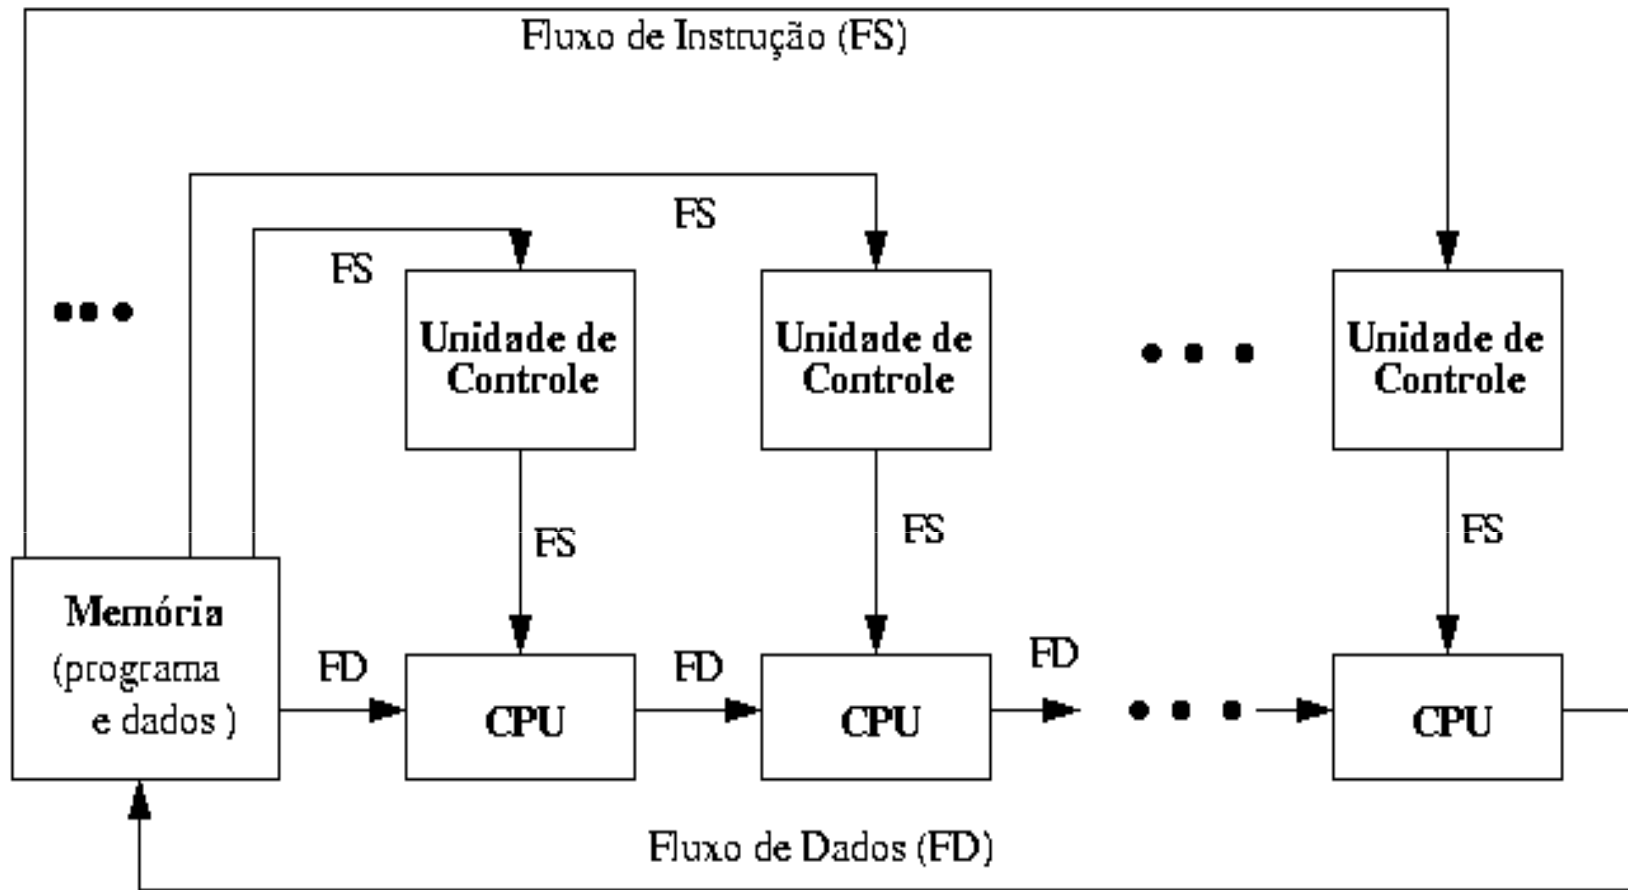 Fluxo de Instrução (FS)
FS
FS
Unidade de
Controle
Unidade de
Controle
Unidade de
Controle
FS
FS
FS
Memória
(programa
e dados )
FD
FD
FD
CPU
CPU
CPU
Fluxo de Dados (FD)